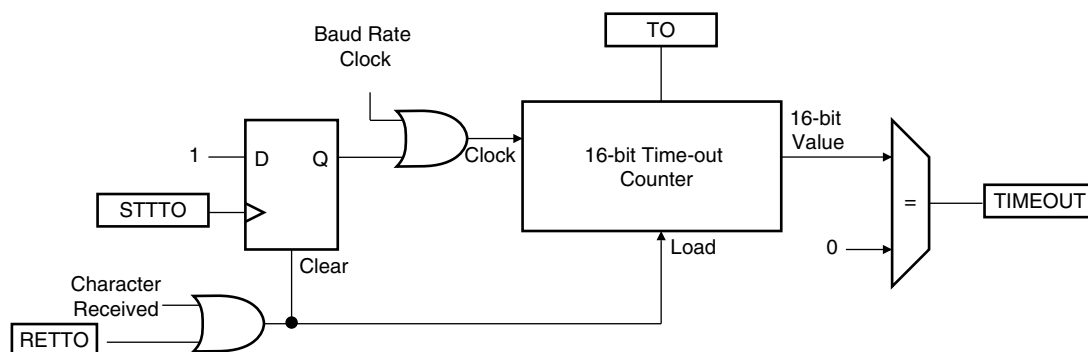 TO
Baud Rate
Clock
1
D
Q
Clock
16-bit Time-out
Counter
16-bit
Value
=
0
TIMEOUT
STTTO
Clear
Load
Character
Received
RETTO